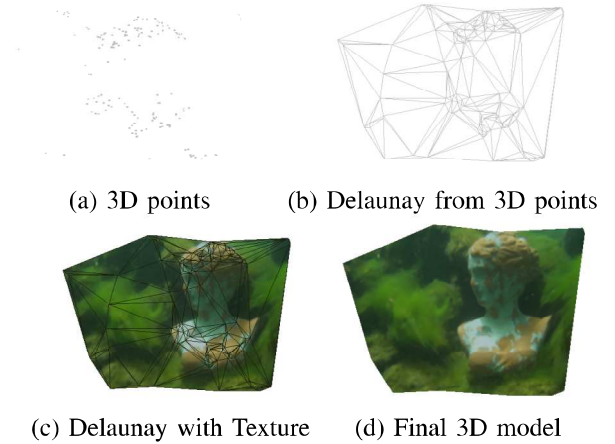 (a) 3D points
(b) Delaunay from 3D points
(c) Delaunay with Texture
(d) Final 3D model